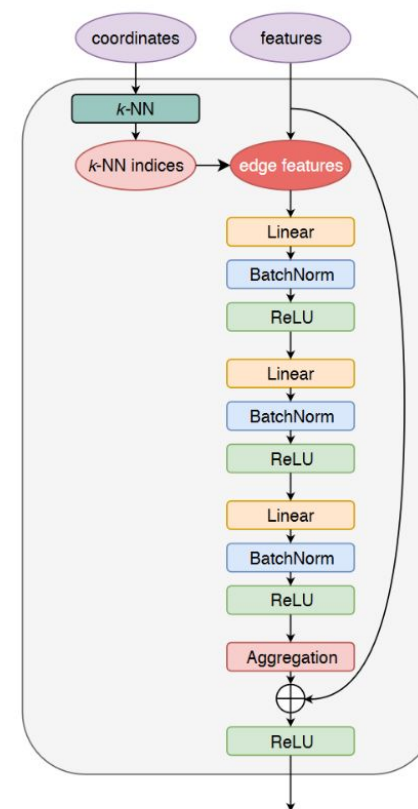 coordinates
features
k-NN
k-NN indices
edge features
Linear
BatchNorm
ReLU
Linear
BatchNorm
ReLU
Linear
BatchNorm
ReLU
Aggregation
ReLU